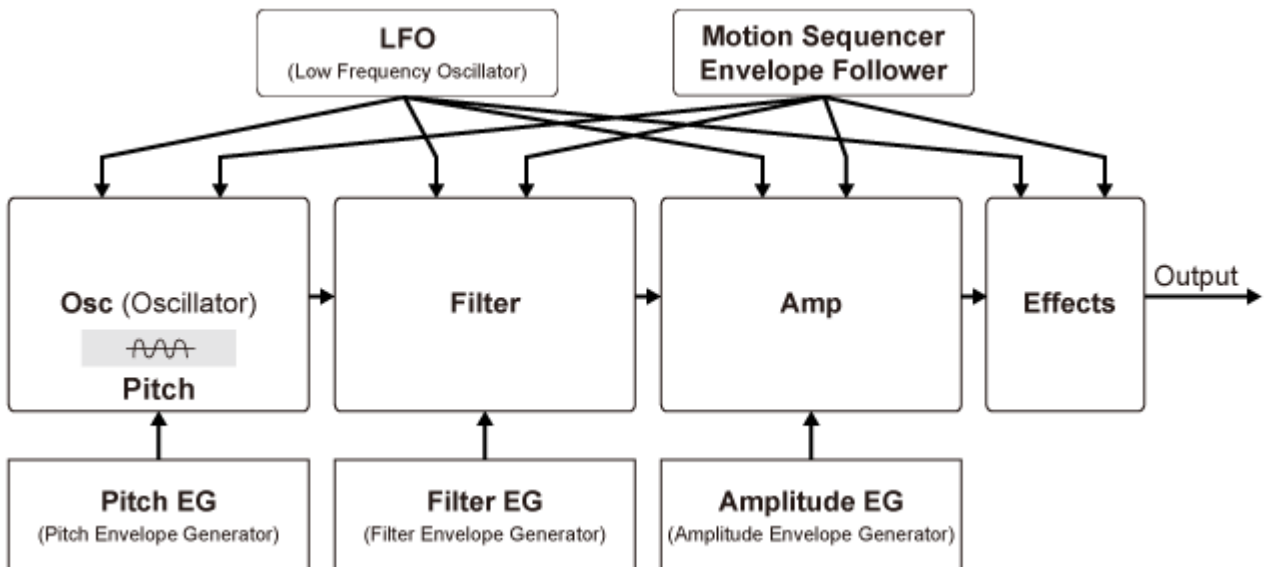 LFO
(Low Frequency Oscillator)
Motion Sequencer
Envelope Follower
Osc (Oscillator)
Pitch
Filter
Amp
Effects
Output
Pitch EG
(Pitch Envelope Generator)
Filter EG
(Filter Envelope Generator)
Amplitude EG
(Amplitude Envelope Generator)